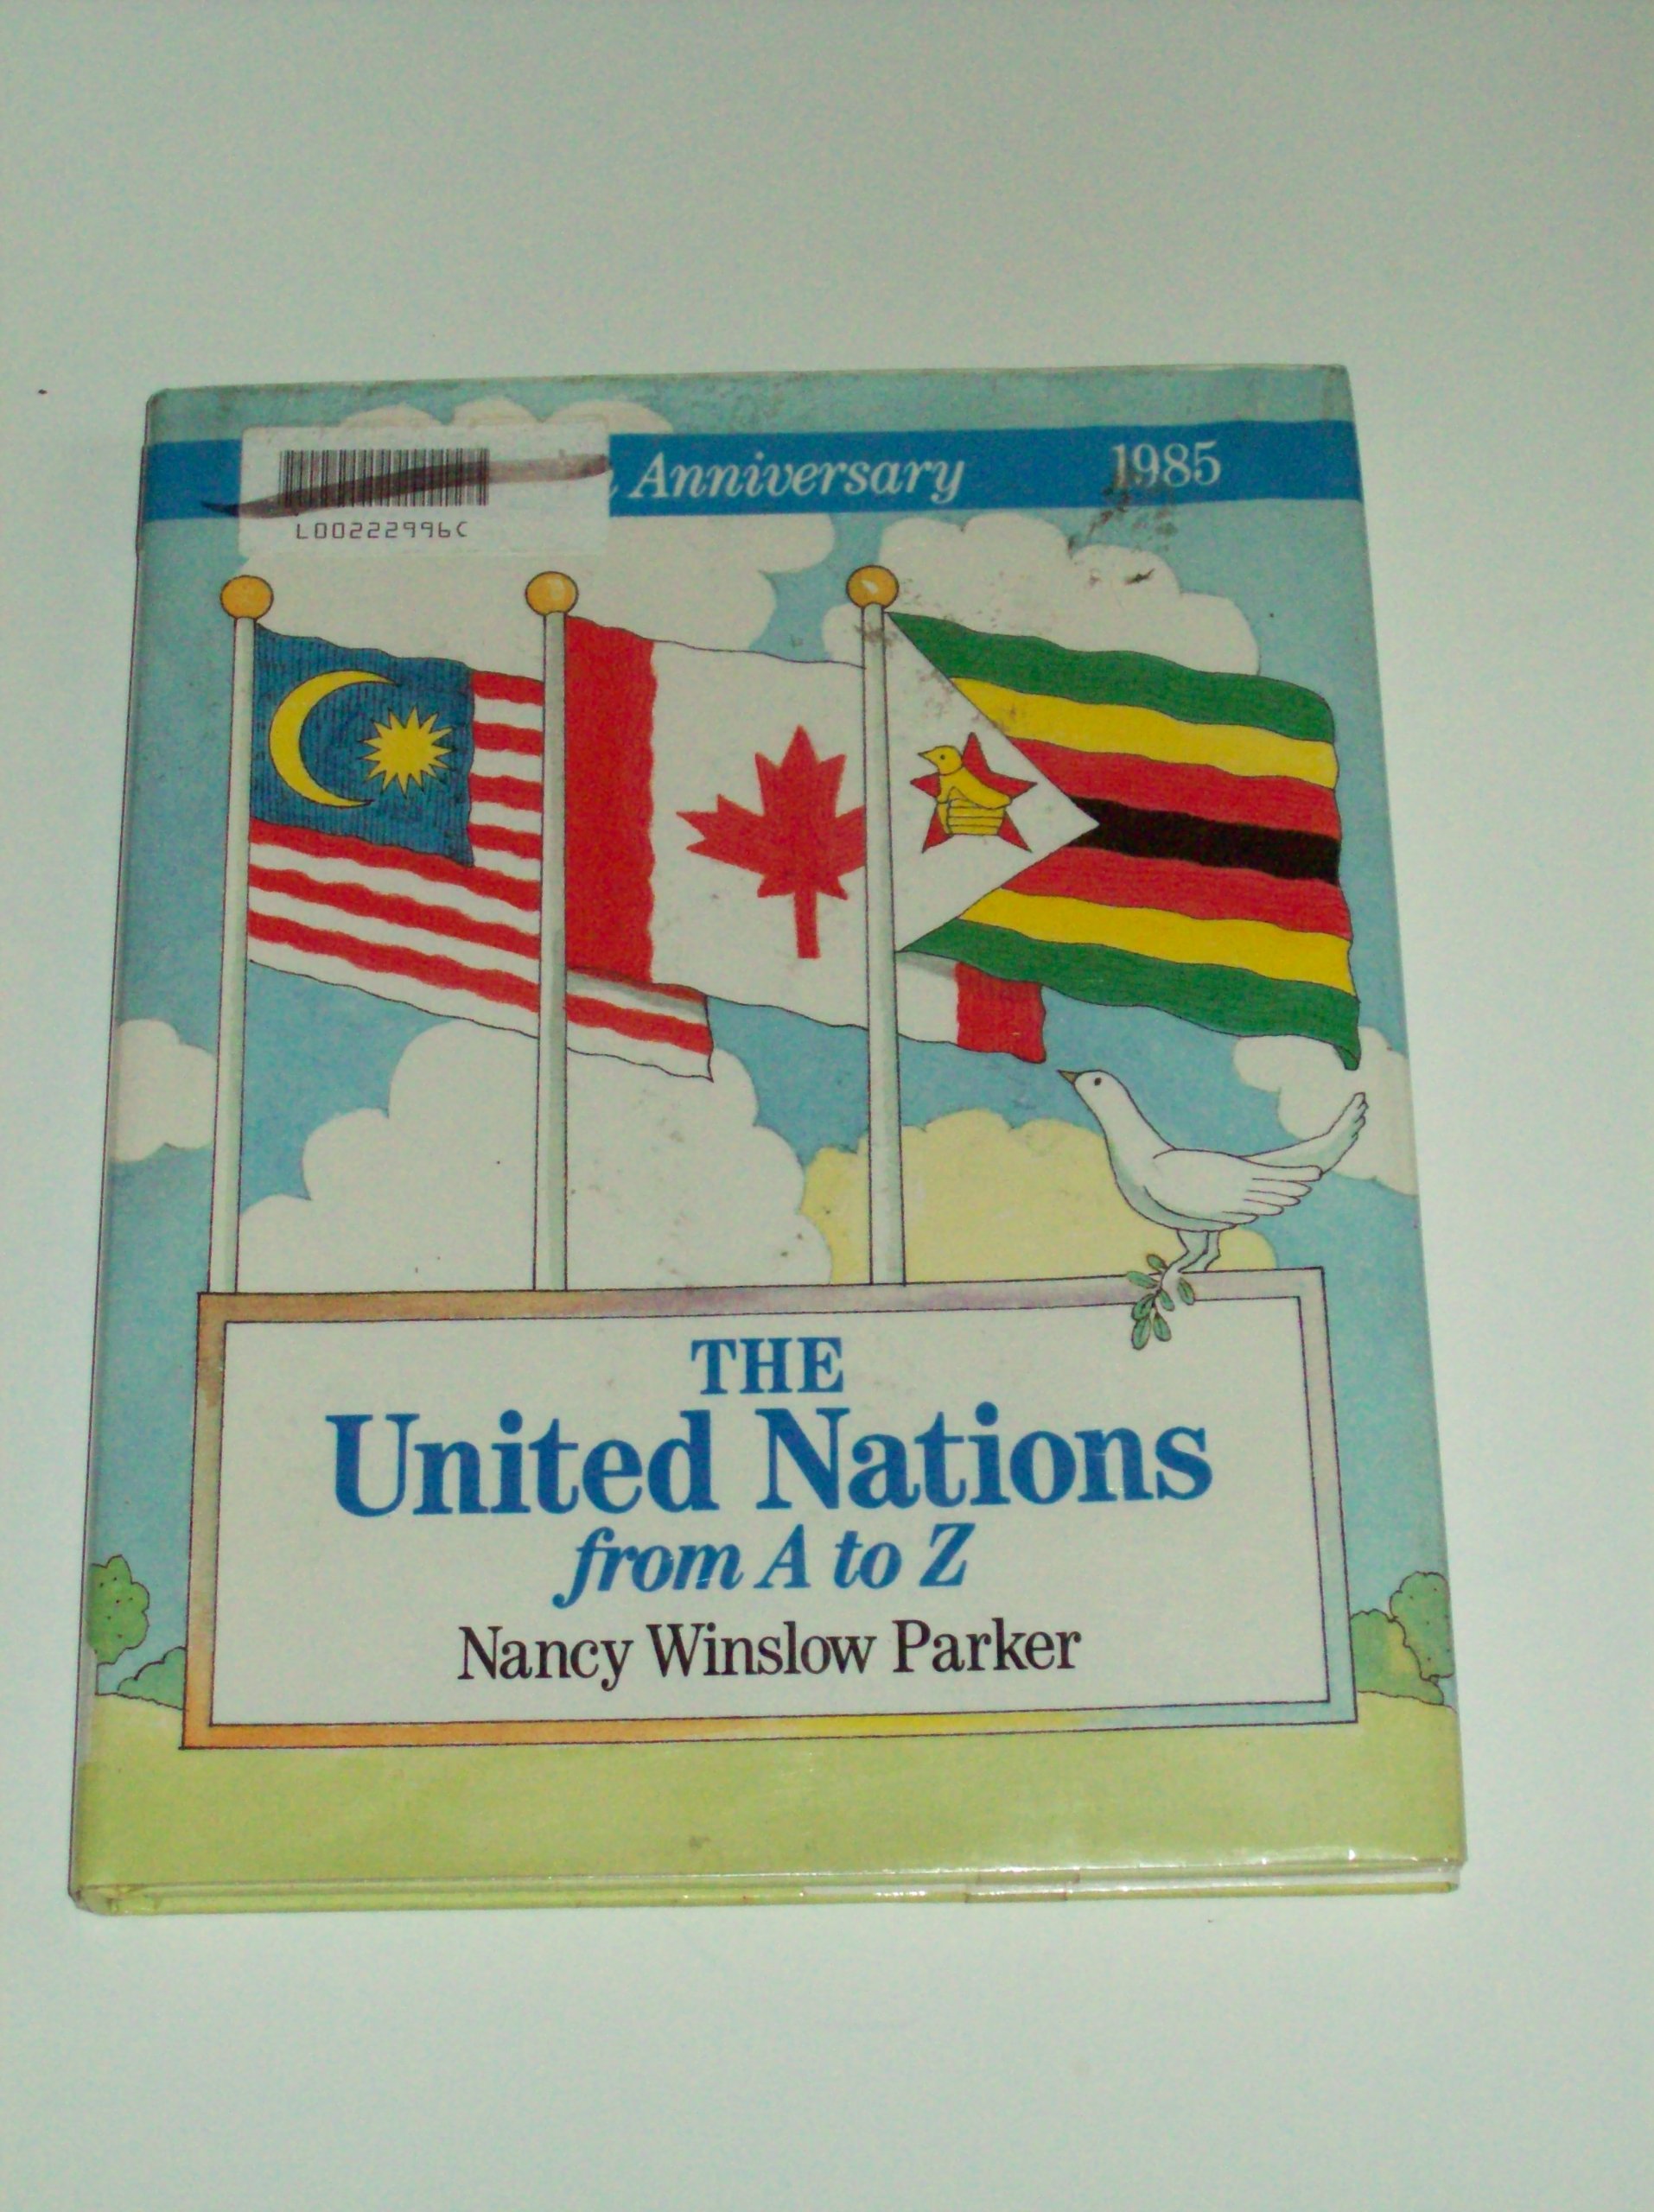 Anniversary 1985
L00222996C
THE
United Nations
from A to Z
Nancy Winslow Parker